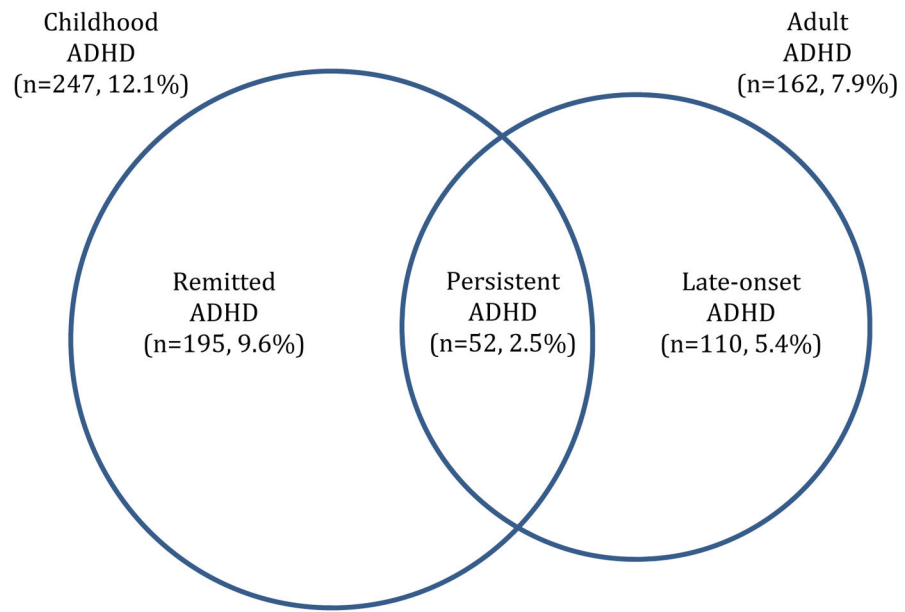 Childhood
ADHD
(n=247, 12.1%)
Adult
ADHD
(n=162, 7.9%)
Remitted
ADHD
(n=195, 9.6%)
Persistent
ADHD
(n=52, 2.5%)
Late-onset
ADHD
(n=110, 5.4%)